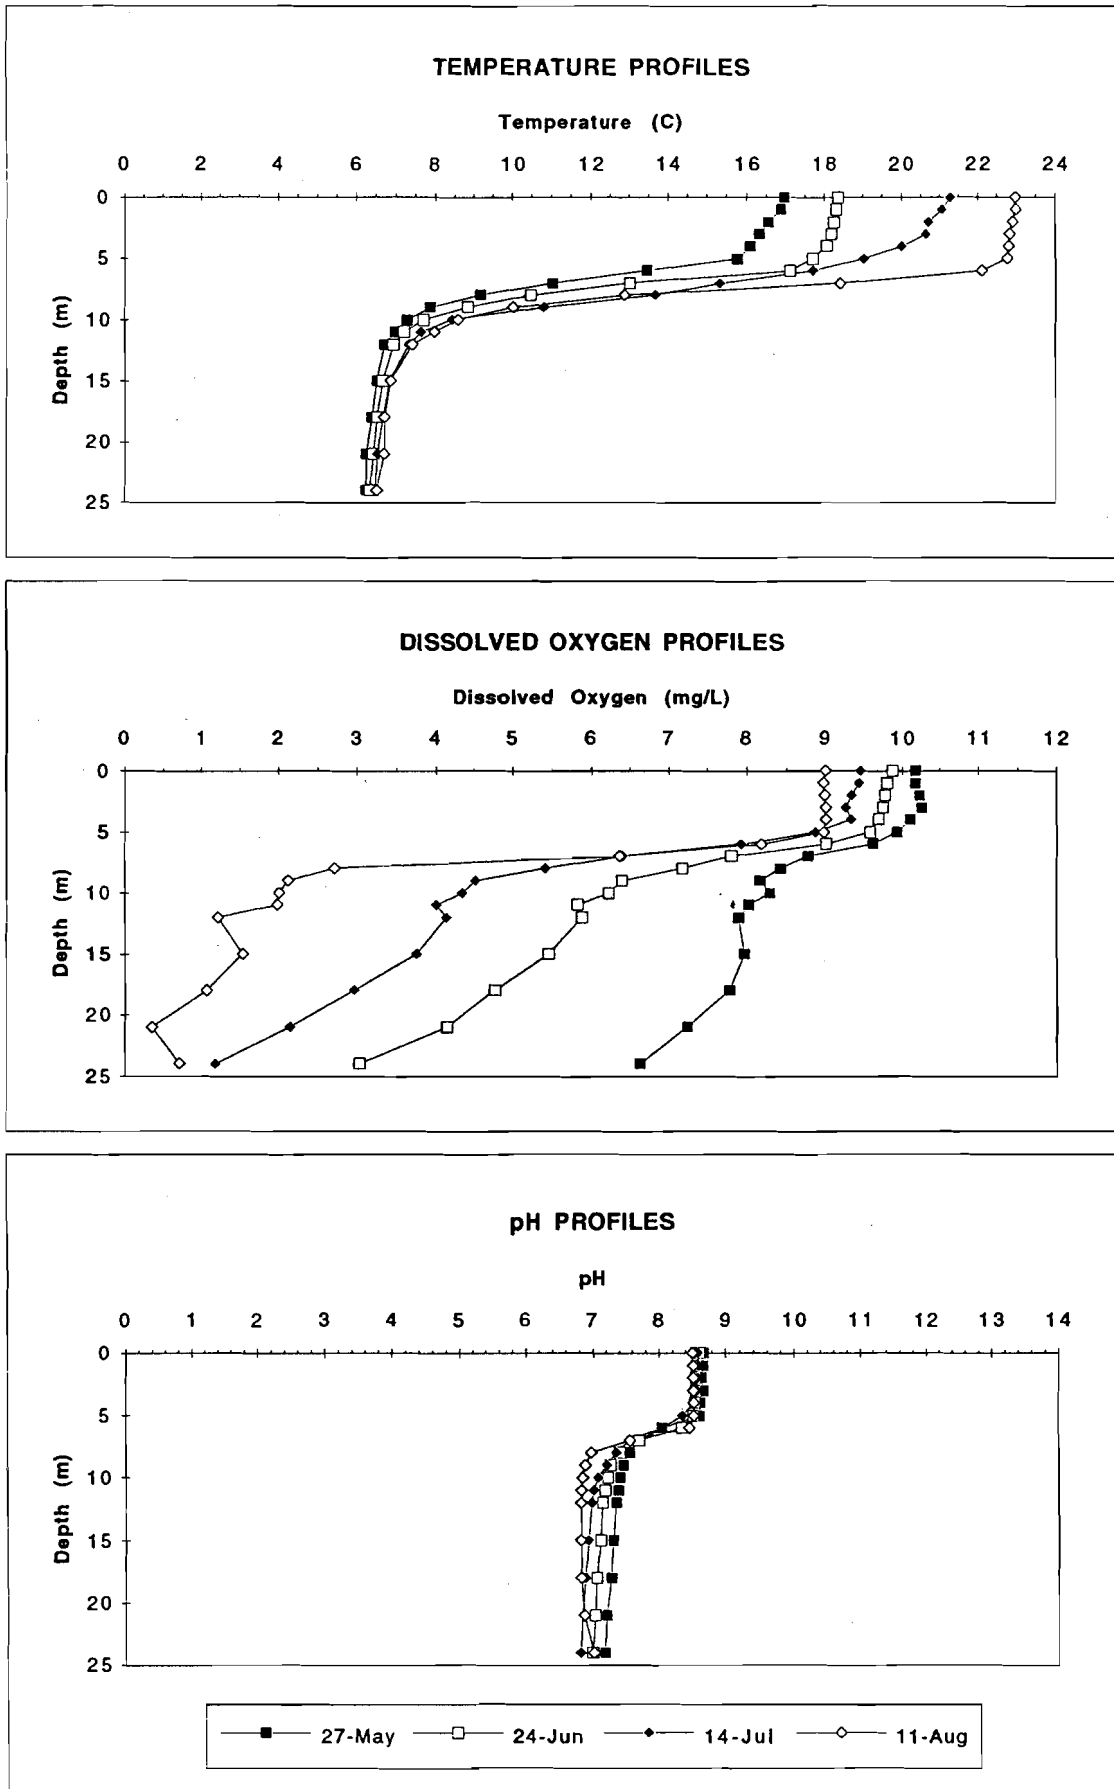 TEMPERATURE PROFILES
Temperature (C)
0 2 4 6 8 10 12 14 16 18 20 22 24
0
5
10
15
20
25
Depth (m)
DISSOLVED OXYGEN PROFILES
Dissolved Oxygen (mg/L)
0 1 2 3 4 5 6 7 8 9 10 11 12
0
5
10
15
20
25
Depth (m)
pH PROFILES
pH
0 1 2 3 4 5 6 7 8 9 10 11 12 13 14
0
5
10
15
20
25
Depth (m)
27-May 24-Jun 14-Jul 11-Aug